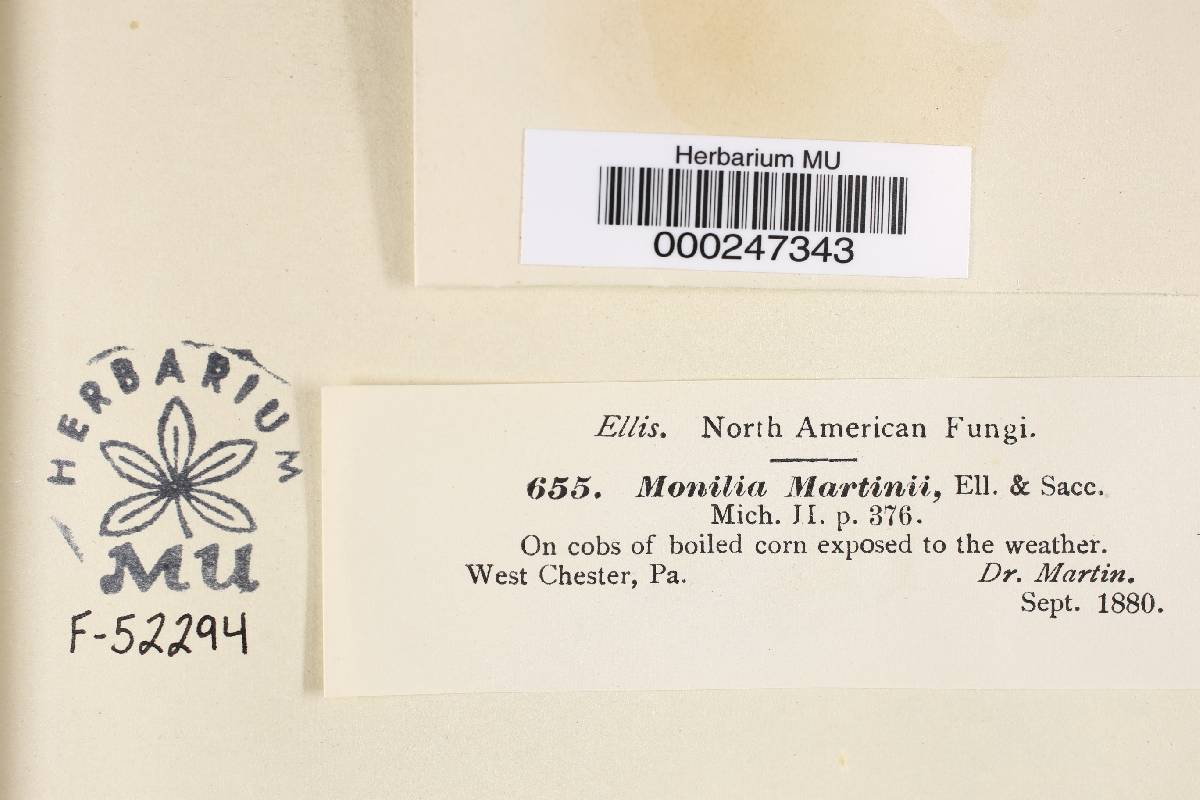 Herbarium MU
000247343
HERBARIUM
MU
F-52294
Ellis. North American Fungi.
655. Monilia Martinii, Ell. & Sacc.
Mich. II. p. 376.
On cobs of boiled corn exposed to the weather.
West Chester, Pa. Dr. Martin.
Sept. 1880.